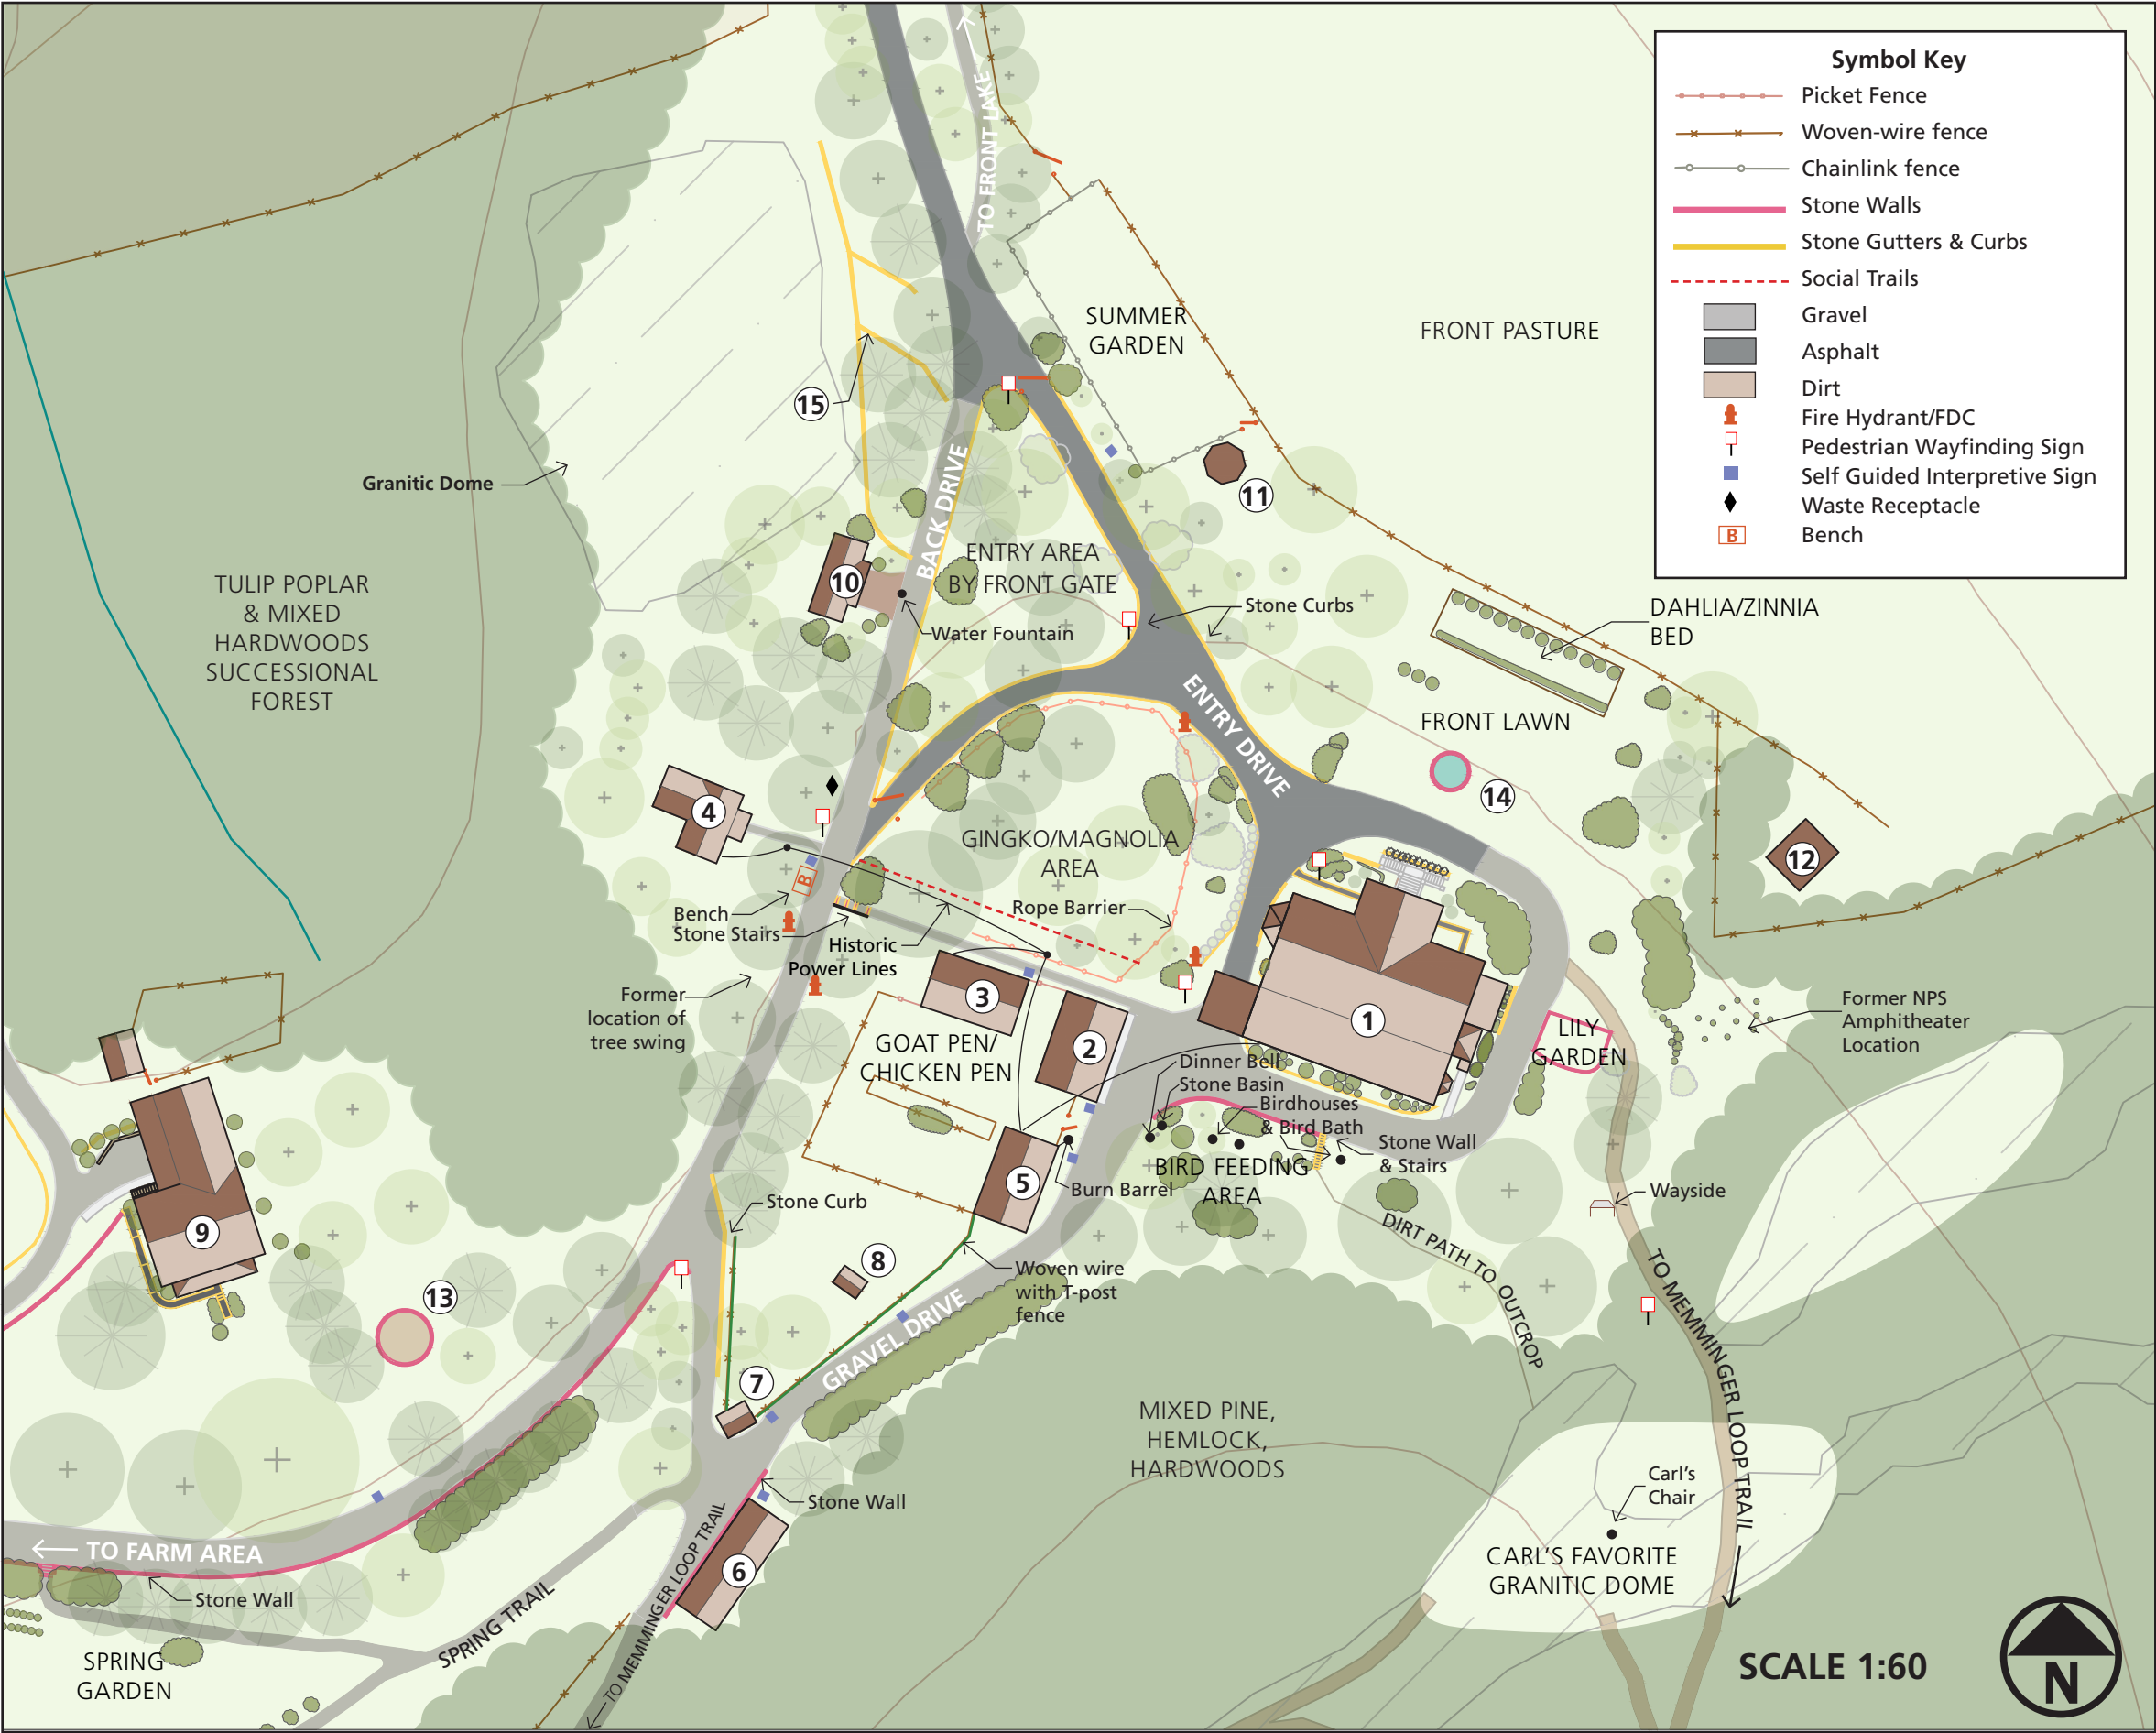 Symbol Key
Picket Fence
Woven-wire fence
Chainlink fence
Stone Walls
Stone Gutters & Curbs
Social Trails
Gravel
Asphalt
Dirt
Fire Hydrant/FDC
Pedestrian Wayfinding Sign
Self Guided Interpretive Sign
Waste Receptacle
B
Bench
TO FRONT LAKE
SUMMER
GARDEN
FRONT PASTURE
15
Granitic Dome
BACK DRIVE
11
ENTRY AREA
BY FRONT GATE
10
TULIP POPLAR
& MIXED
HARDWOODS
SUCCESSIONAL
FOREST
Stone Curbs
Water Fountain
DAHLIA/ZINNIA
BED
ENTRY DRIVE
FRONT LAWN
14
4
GINGKO/MAGNOLIA
AREA
12
B
Bench
Stone Stairs
Rope Barrier
Historic
Power Lines
Former
location of
tree swing
3
1
2
GOAT PEN/
CHICKEN PEN
LILY
GARDEN
Former NPS
Amphitheater
Location
Dinner Bell
Stone Basin
Birdhouses
& Bird Bath
Stone Wall
& Stairs
BIRD FEEDING
AREA
5
Burn Barrel
Wayside
Stone Curb
9
8
DIRT PATH TO OUTCROP
Woven wire
with T-post
fence
13
GRAVEL DRIVE
TO MEMMINGER LOOP TRAIL
7
MIXED PINE,
HEMLOCK,
HARDWOODS
Carl's
Chair
Stone Wall
TO FARM AREA
CARL'S FAVORITE
GRANITIC DOME
6
Stone Wall
SPRING TRAIL
TO MEMMINGER LOOP TRAIL
SPRING
GARDEN
SCALE 1:60
N